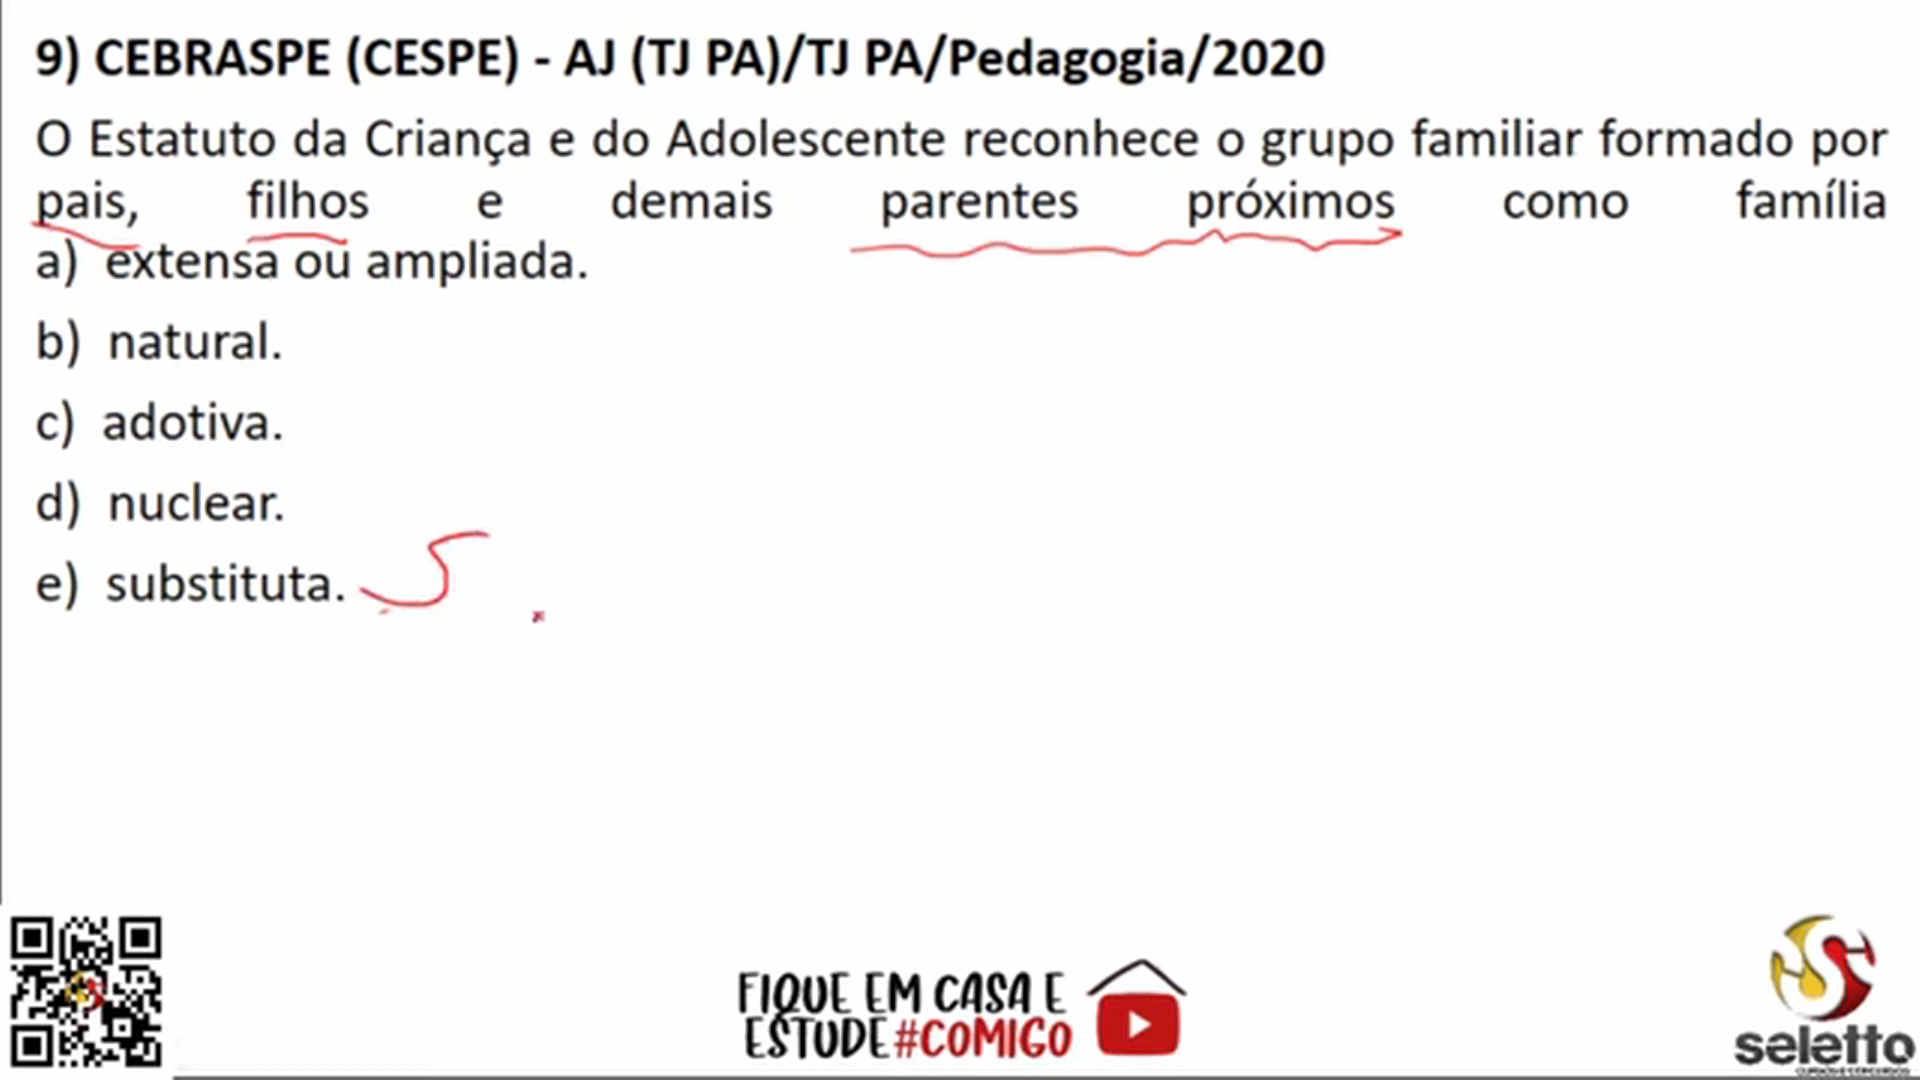 9) CEBRASPE (CESPE) - AJ (TJ PA)/TJ PA/Pedagogia/2020
O Estatuto da Criança e do Adolescente reconhece o grupo familiar formado por
pais, filhos e demais parentes próximos como família
a) extensa ou ampliada.
b) natural.
c) adotiva.
d) nuclear.
e) substituta.
FIQUE EM CASA E
ESTUDE #COMIGO
seletto
CURSOS E CONCURSOS